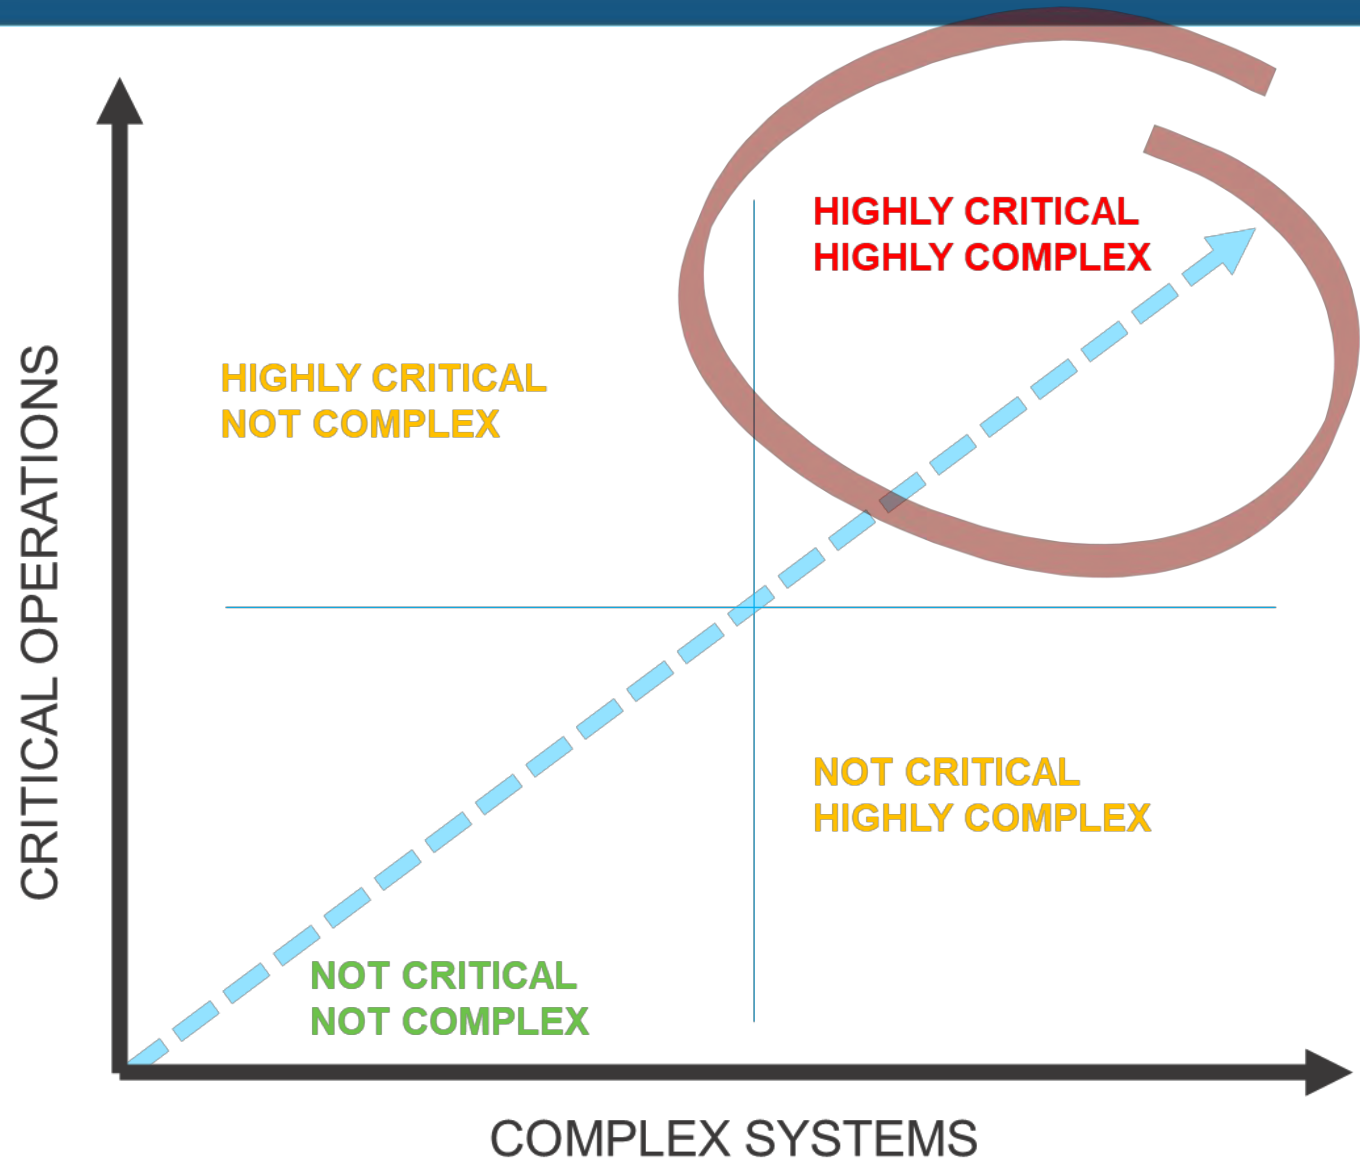 HIGHLY CRITICAL
HIGHLY COMPLEX
HIGHLY CRITICAL
NOT COMPLEX
CRITICAL OPERATIONS
NOT CRITICAL
HIGHLY COMPLEX
NOT CRITICAL
NOT COMPLEX
COMPLEX SYSTEMS